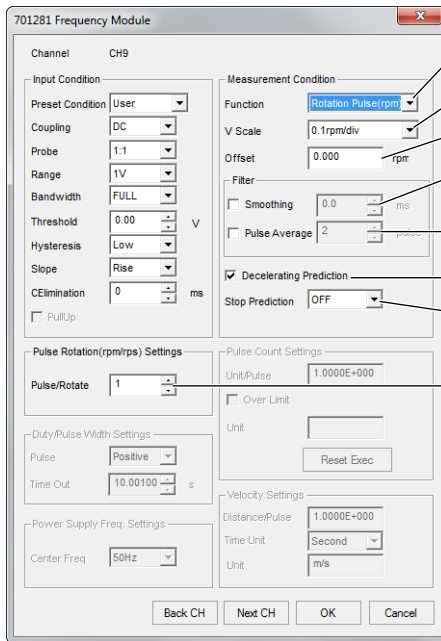 701281 Frequency Module
Channel CH9
Input Condition
Preset Condition User
Coupling DC
Probe 1:1
Range 1V
Bandwidth FULL
Threshold 0.00 V
Hysteresis Low
Slope Rise
CElimination 0 ms
PullUp
Measurement Condition
Function Rotation Pulse(rpm)
V Scale 0.1rpm/div
Offset 0.000 rpm
Filter
Smoothing 0.0 ms
Pulse Average 2 pulse
Decelerating Prediction
Stop Prediction OFF
Pulse Rotation(rpm/rps) Settings
Pulse/Rotate 1
Pulse Count Settings
Unit/Pulse 1.0000E+000
Over Limit
Unit
Reset Exec
Duty/Pulse Width Settings
Pulse Positive
Time Out 10.00100 s
Velocity Settings
Distance/Pulse 1.0000E+000
Time Unit Second
Unit m/s
Power Supply Freq. Settings
Center Freq 50Hz
Back CH Next CH OK Cancel